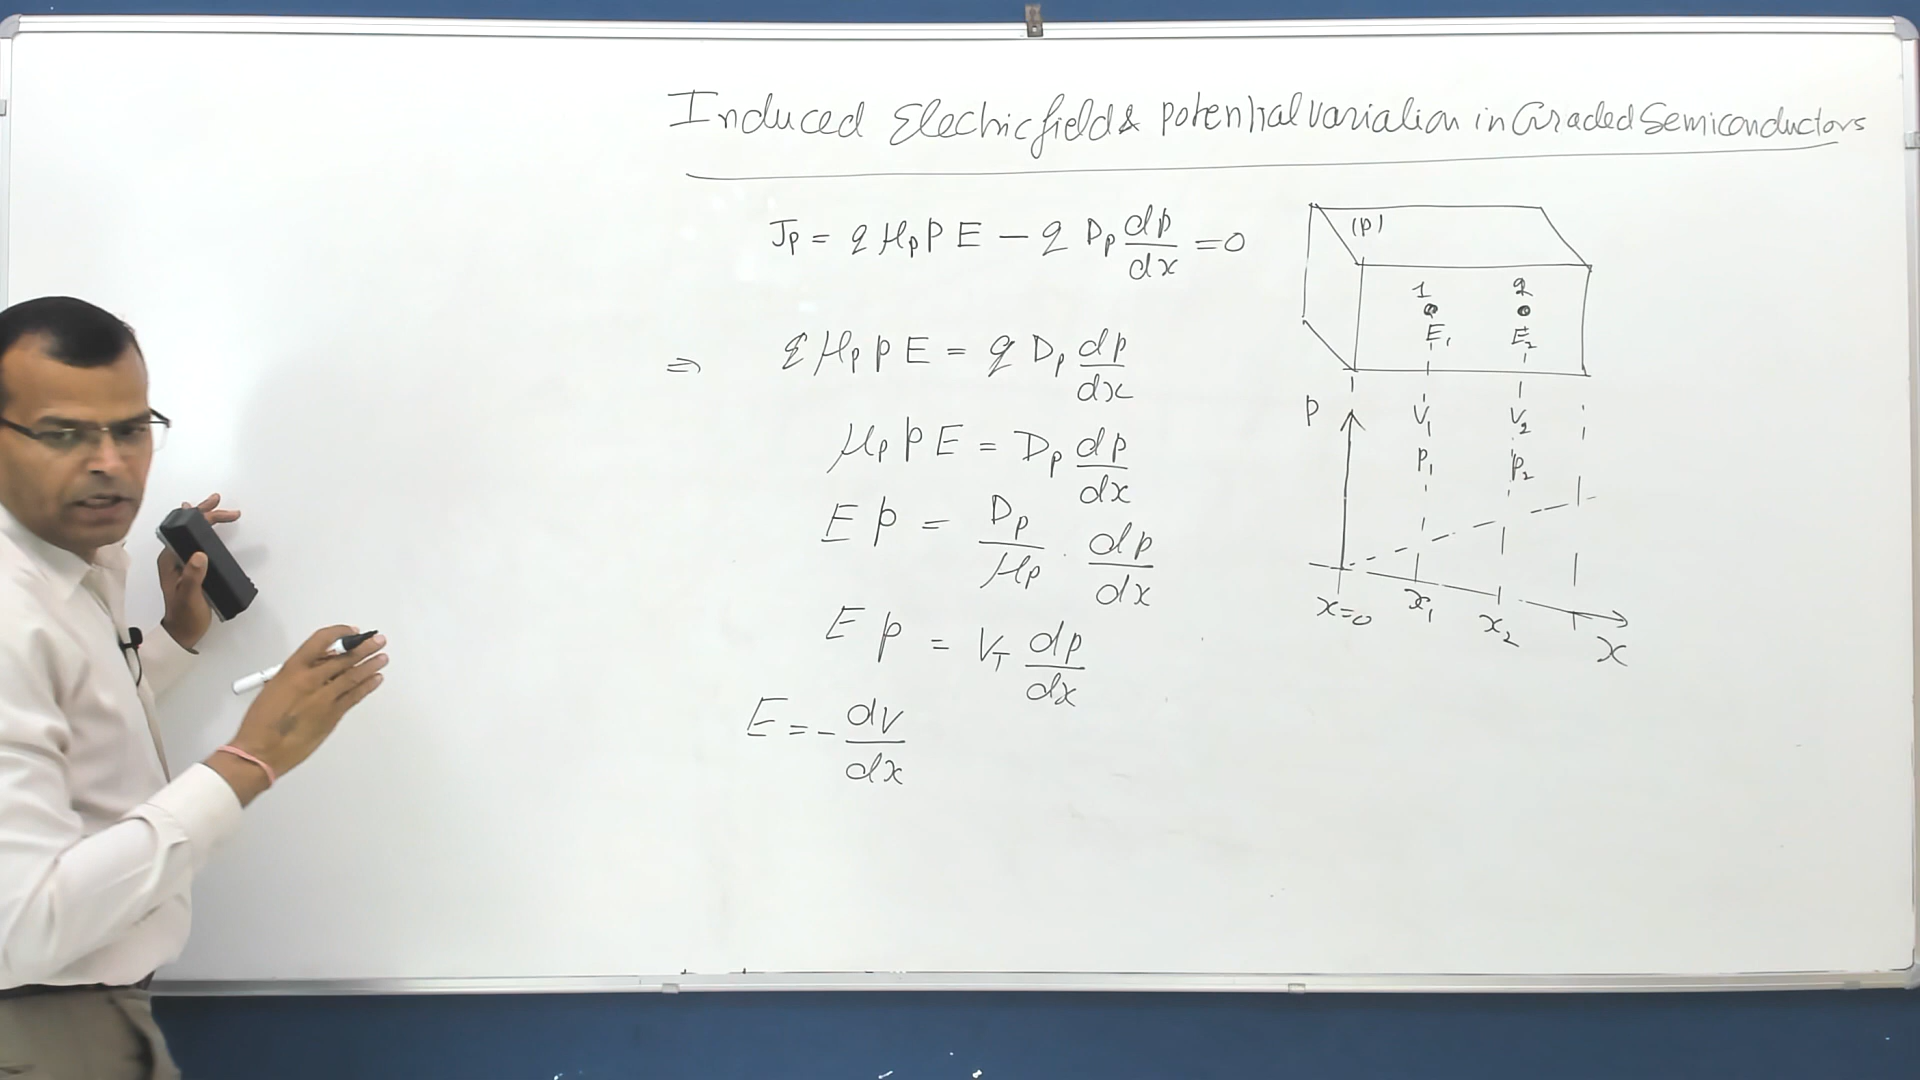 Induced Electric field & potential variation in Graded Semiconductors
Jp = q μp p E − q Dp dp/dx = 0
⇒ q μp p E = q Dp dp/dx
μp p E = Dp dp/dx
E p = Dp/μp . dp/dx
E p = VT dp/dx
E = - dv/dx
(p)
1 2
E1 E2
p V1 V2
p1 p2
x=0 x1 x2 x